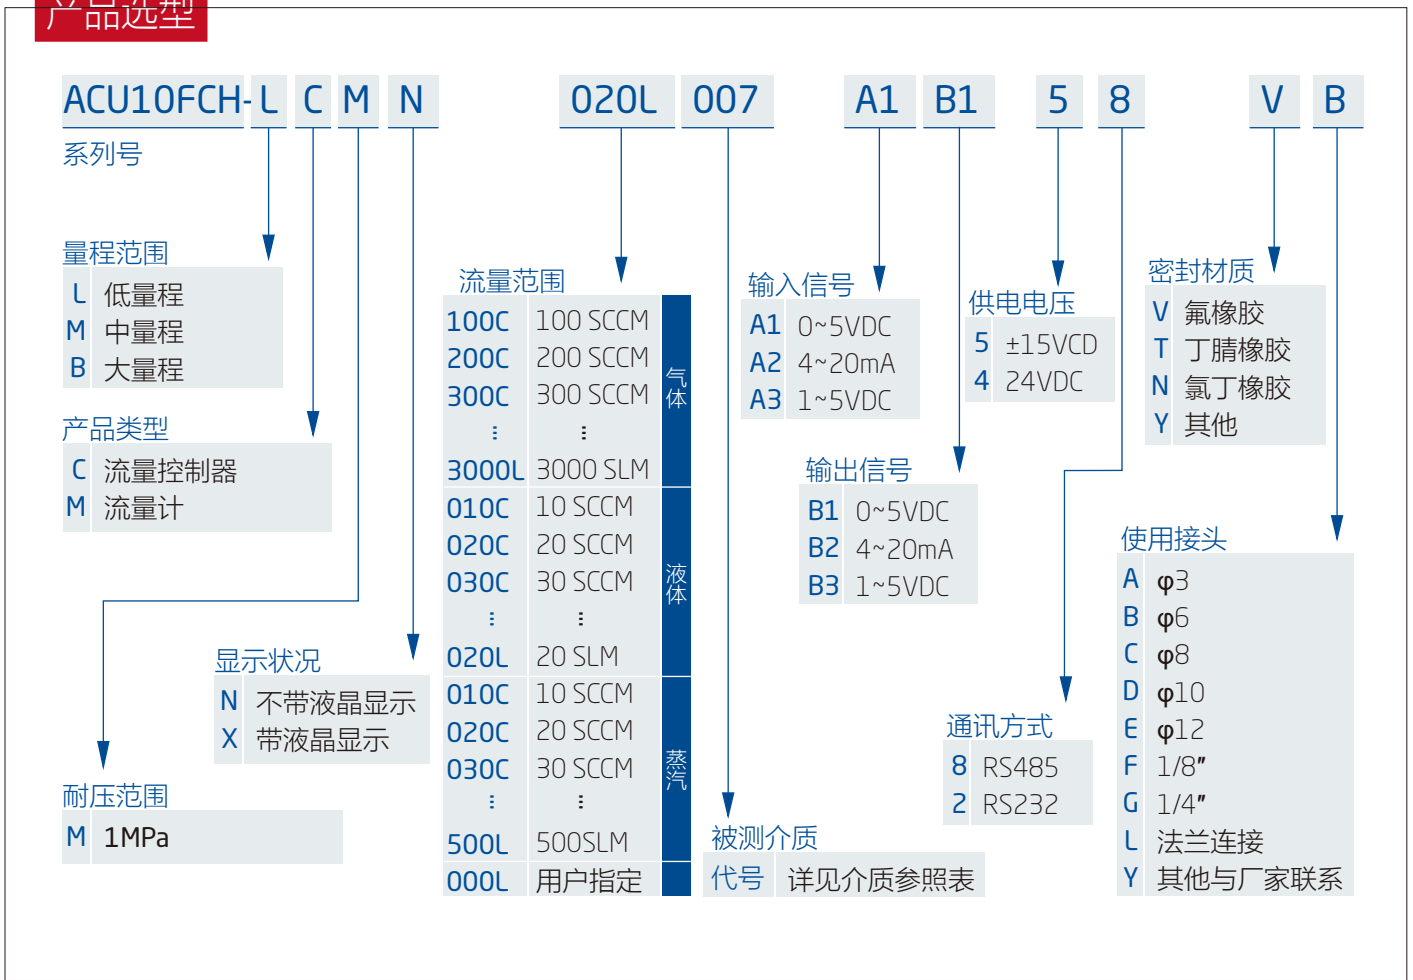 产品选型
ACU10FCH- L C M N 020L 007 A1 B1 5 8 V B
系列号
量程范围
L 低量程
M 中量程
B 大量程
产品类型
C 流量控制器
M 流量计
显示状况
N 不带液晶显示
X 带液晶显示
耐压范围
M 1MPa
流量范围
100C 100 SCCM
200C 200 SCCM
300C 300 SCCM
... ...
3000L 3000 SLM
气体
010C 10 SCCM
020C 20 SCCM
030C 30 SCCM
... ...
020L 20 SLM
液体
010C 10 SCCM
020C 20 SCCM
030C 30 SCCM
... ...
500L 500SLM
蒸汽
000L 用户指定
被测介质
代号 详见介质参照表
输入信号
A1 0~5VDC
A2 4~20mA
A3 1~5VDC
输出信号
B1 0~5VDC
B2 4~20mA
B3 1~5VDC
供电电压
5 ±15VCD
4 24VDC
通讯方式
8 RS485
2 RS232
密封材质
V 氟橡胶
T 丁腈橡胶
N 氯丁橡胶
Y 其他
使用接头
A φ3
B φ6
C φ8
D φ10
E φ12
F 1/8"
G 1/4"
L 法兰连接
Y 其他与厂家联系